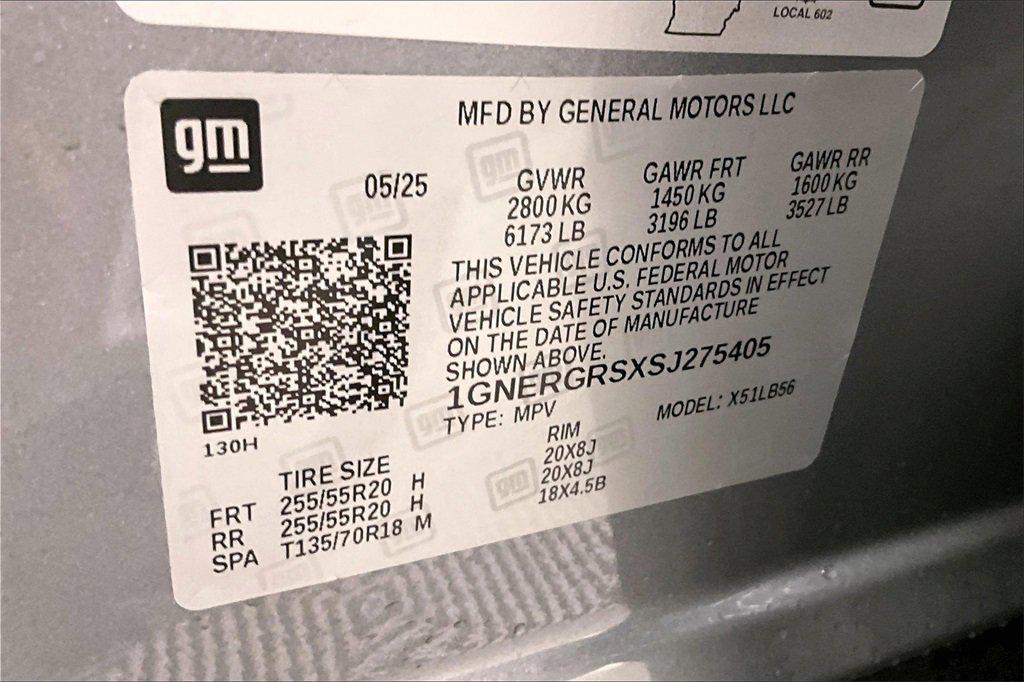 LOCAL 602
gm
MFD BY GENERAL MOTORS LLC
05/25
GVWR
2800 KG
6173 LB
GAWR FRT
1450 KG
3196 LB
GAWR RR
1600 KG
3527 LB
THIS VEHICLE CONFORMS TO ALL
APPLICABLE U.S. FEDERAL MOTOR
VEHICLE SAFETY STANDARDS IN EFFECT
ON THE DATE OF MANUFACTURE
SHOWN ABOVE.
1GNERGRSXSJ275405
TYPE: MPV MODEL: X51LB56
130H
TIRE SIZE RIM
FRT 255/55R20 H 20X8J
RR 255/55R20 H 20X8J
SPA T135/70R18 M 18X4.5B